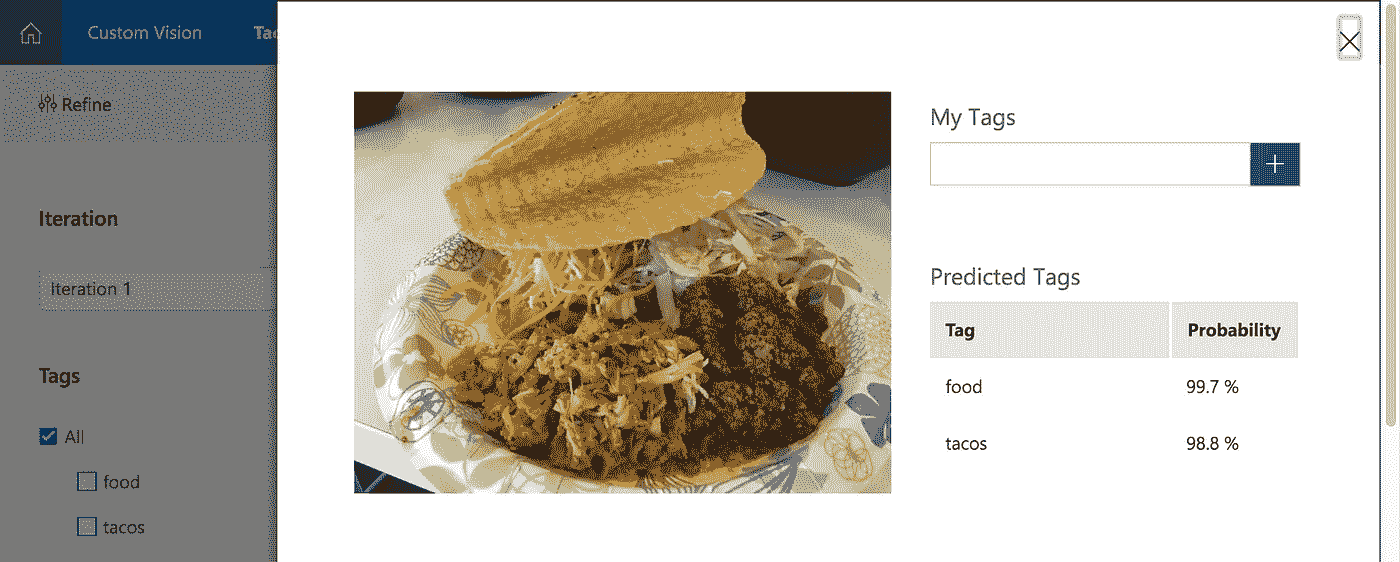 Custom Vision
Refine
Iteration
Iteration 1
Tags
All
food
tacos
My Tags
+
Predicted Tags
Tag Probability
food 99.7 %
tacos 98.8 %